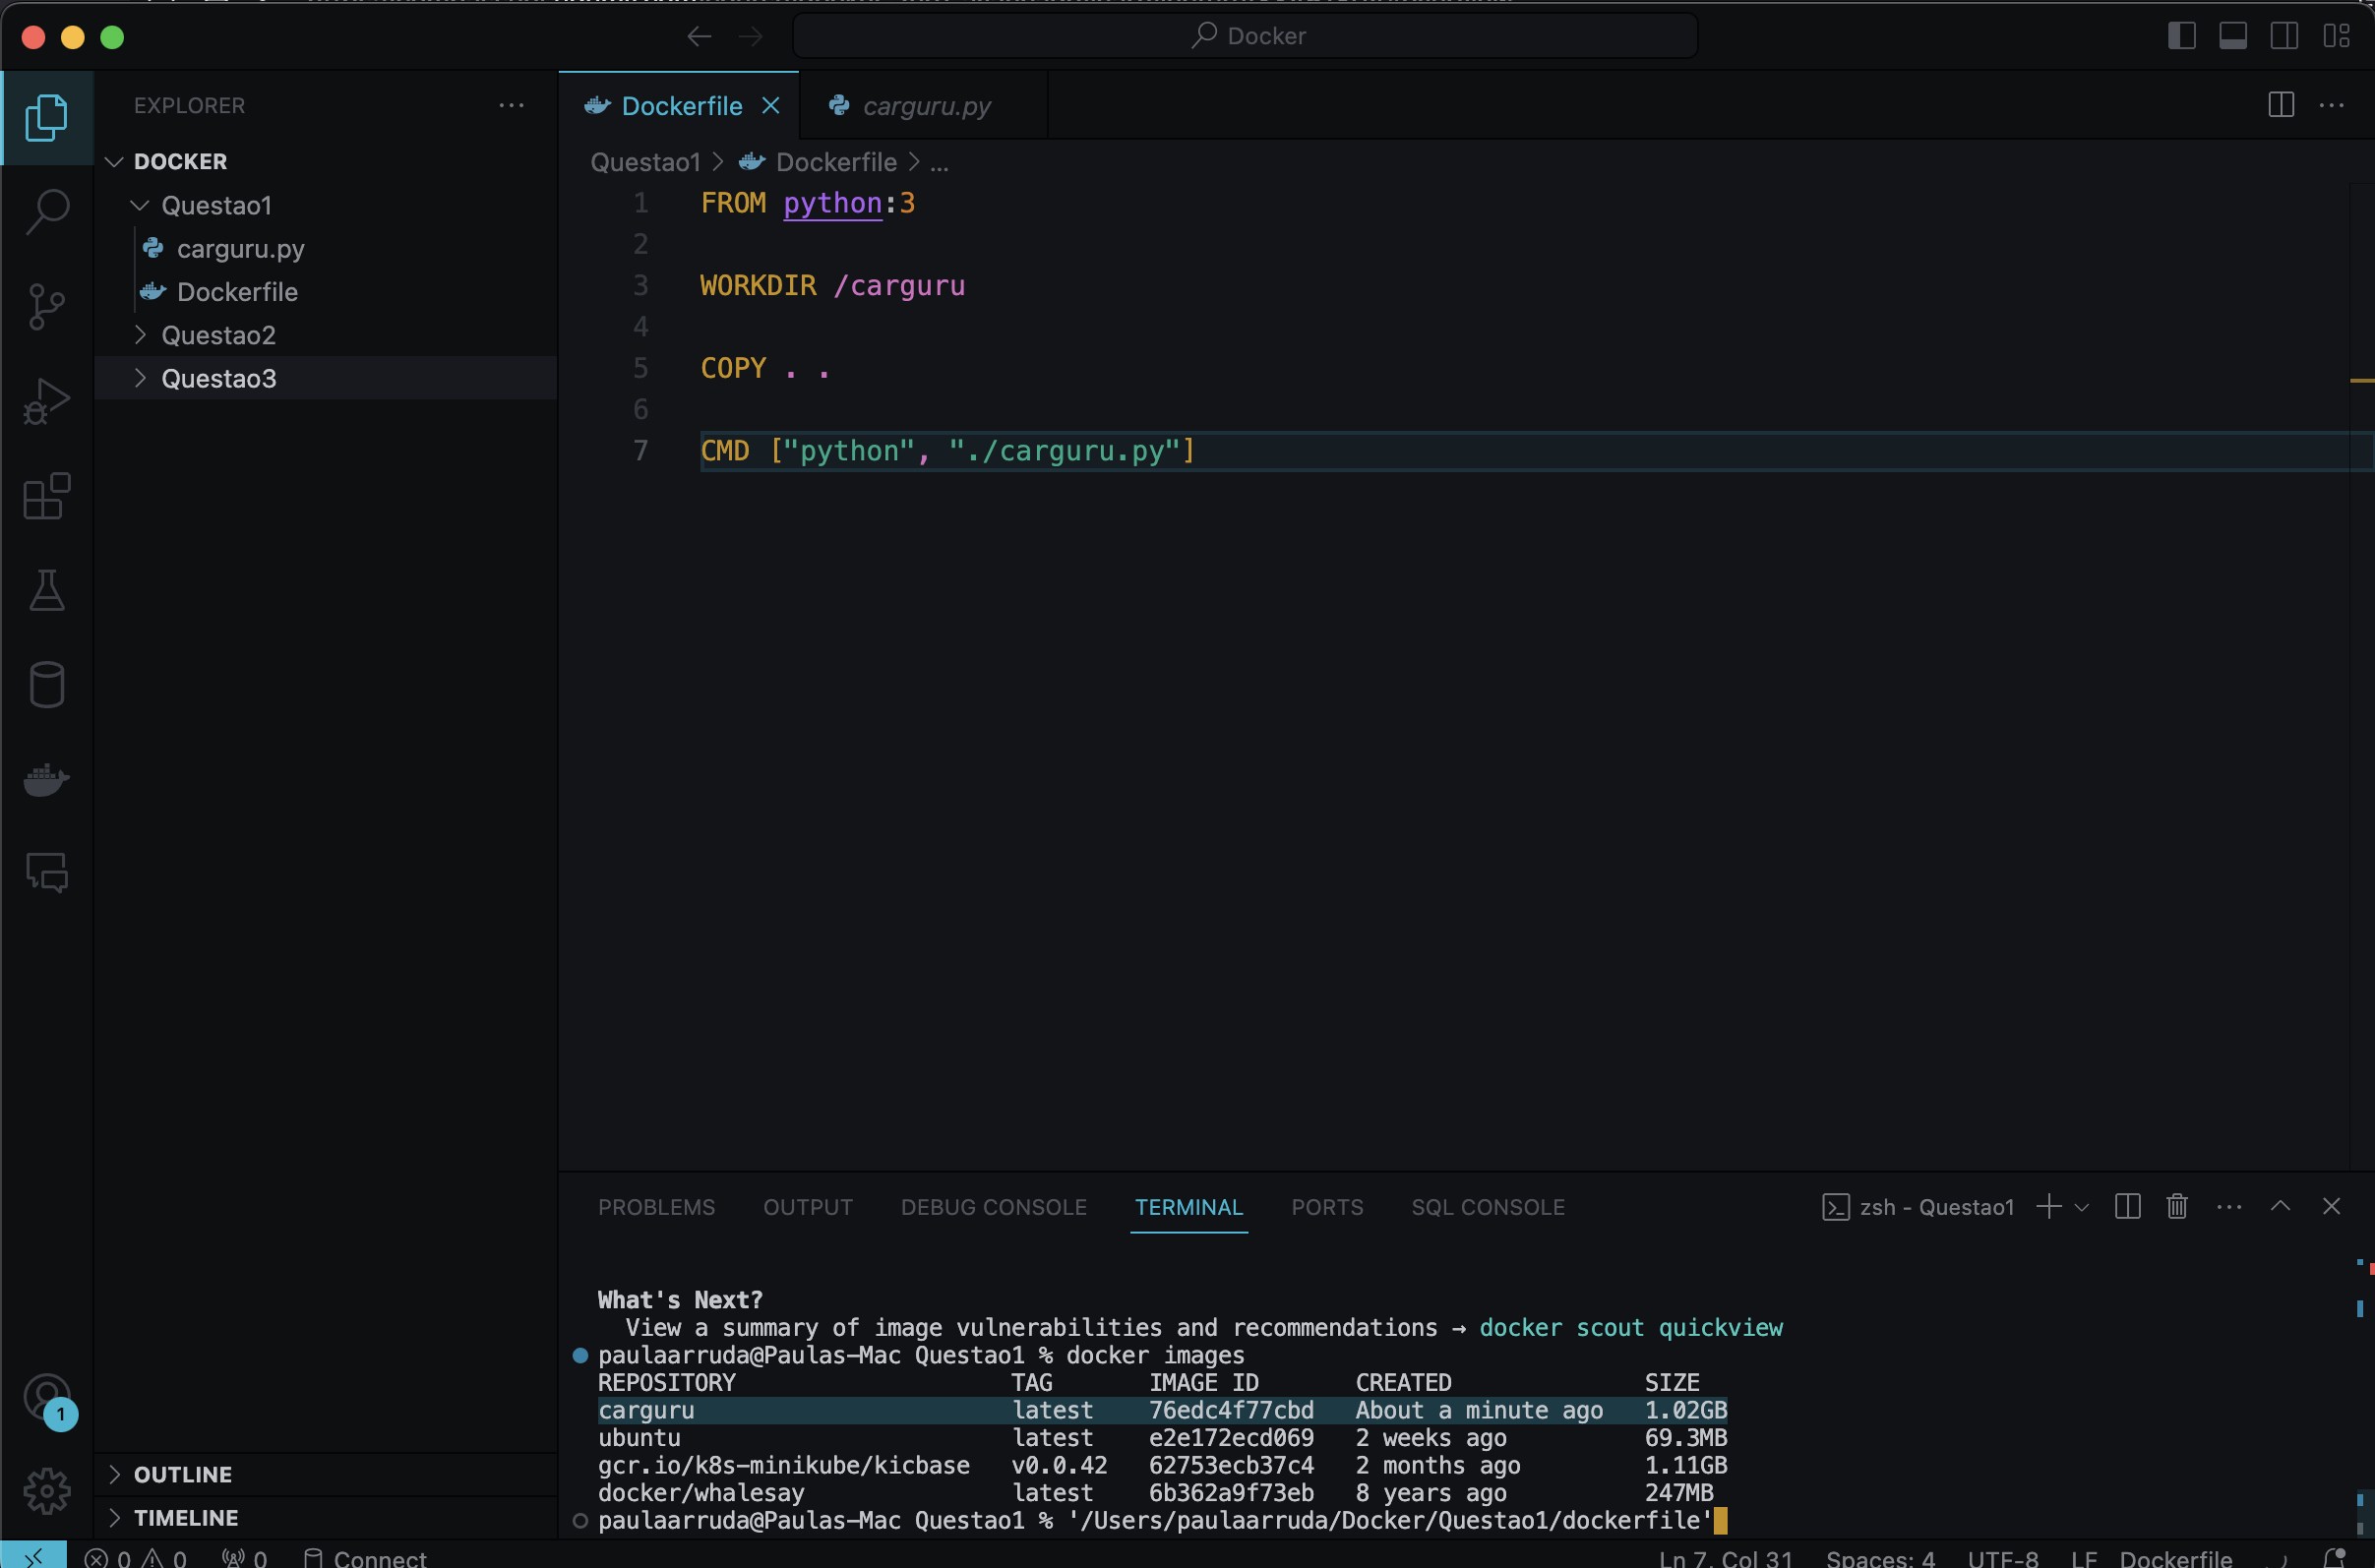 Docker
EXPLORER
DOCKER
Questao1
carguru.py
Dockerfile
Questao2
Questao3
OUTLINE
TIMELINE
Dockerfile
carguru.py
Questao1 > Dockerfile > ...
1 FROM python:3
2
3 WORKDIR /carguru
4
5 COPY . .
6
7 CMD ["python", "./carguru.py"]
PROBLEMS OUTPUT DEBUG CONSOLE TERMINAL PORTS SQL CONSOLE
zsh - Questao1
What's Next?
View a summary of image vulnerabilities and recommendations → docker scout quickview
paulaarruda@Paulas-Mac Questao1 % docker images
REPOSITORY TAG IMAGE ID CREATED SIZE
carguru latest 76edc4f77cbd About a minute ago 1.02GB
ubuntu latest e2e172ecd069 2 weeks ago 69.3MB
gcr.io/k8s-minikube/kicbase v0.0.42 62753ecb37c4 2 months ago 1.11GB
docker/whalesay latest 6b362a9f73eb 8 years ago 247MB
paulaarruda@Paulas-Mac Questao1 % '/Users/paulaarruda/Docker/Questao1/dockerfile'
1
0 0 0 Connect
Ln 7, Col 31 Spaces: 4 UTF-8 LF Dockerfile